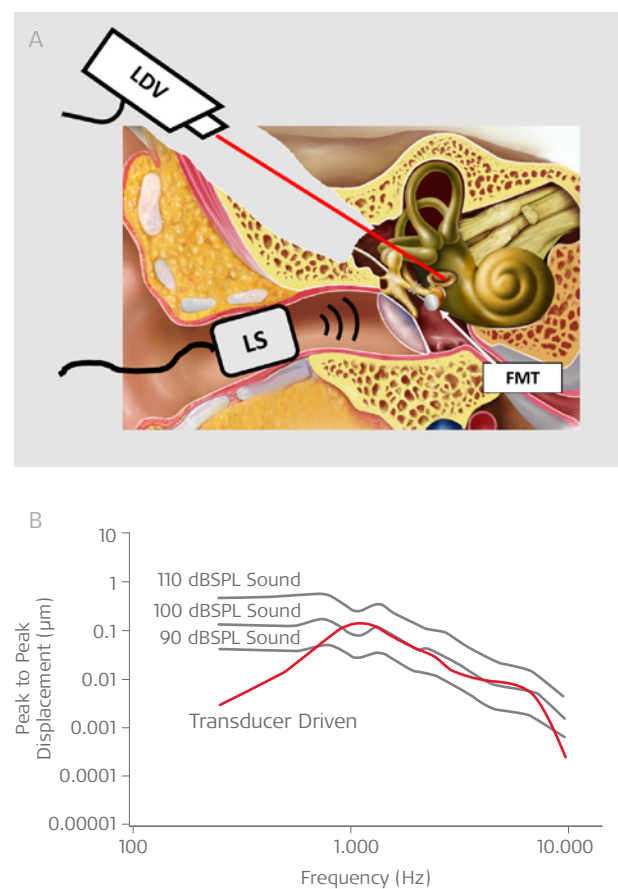 A
LDV
LS
FMT
B
Peak to Peak
Displacement (µm)
10
1
0.1
0.01
0.001
0.0001
0.00001
110 dBSPL Sound
100 dBSPL Sound
90 dBSPL Sound
Transducer Driven
100
1.000
10.000
Frequency (Hz)